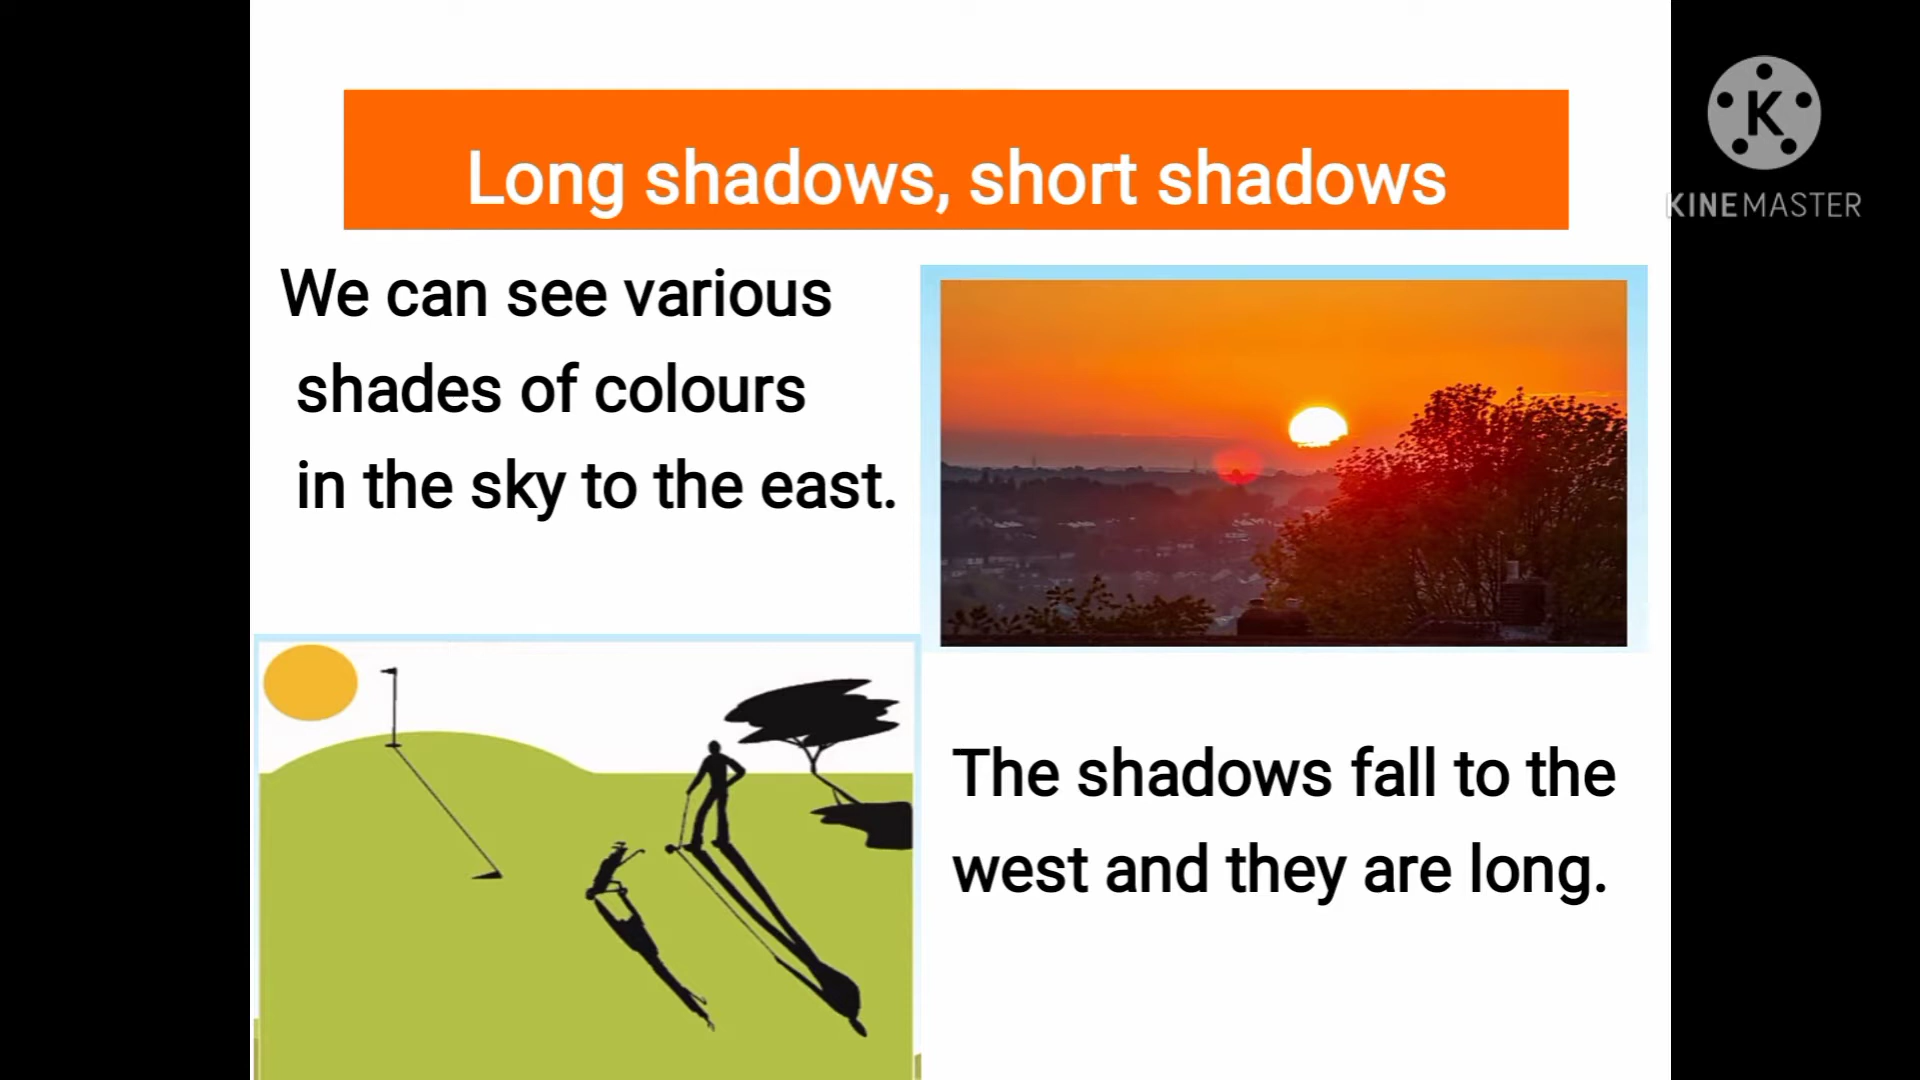 Long shadows, short shadows
We can see various
shades of colours
in the sky to the east.
The shadows fall to the
west and they are long.
K
KINEMASTER